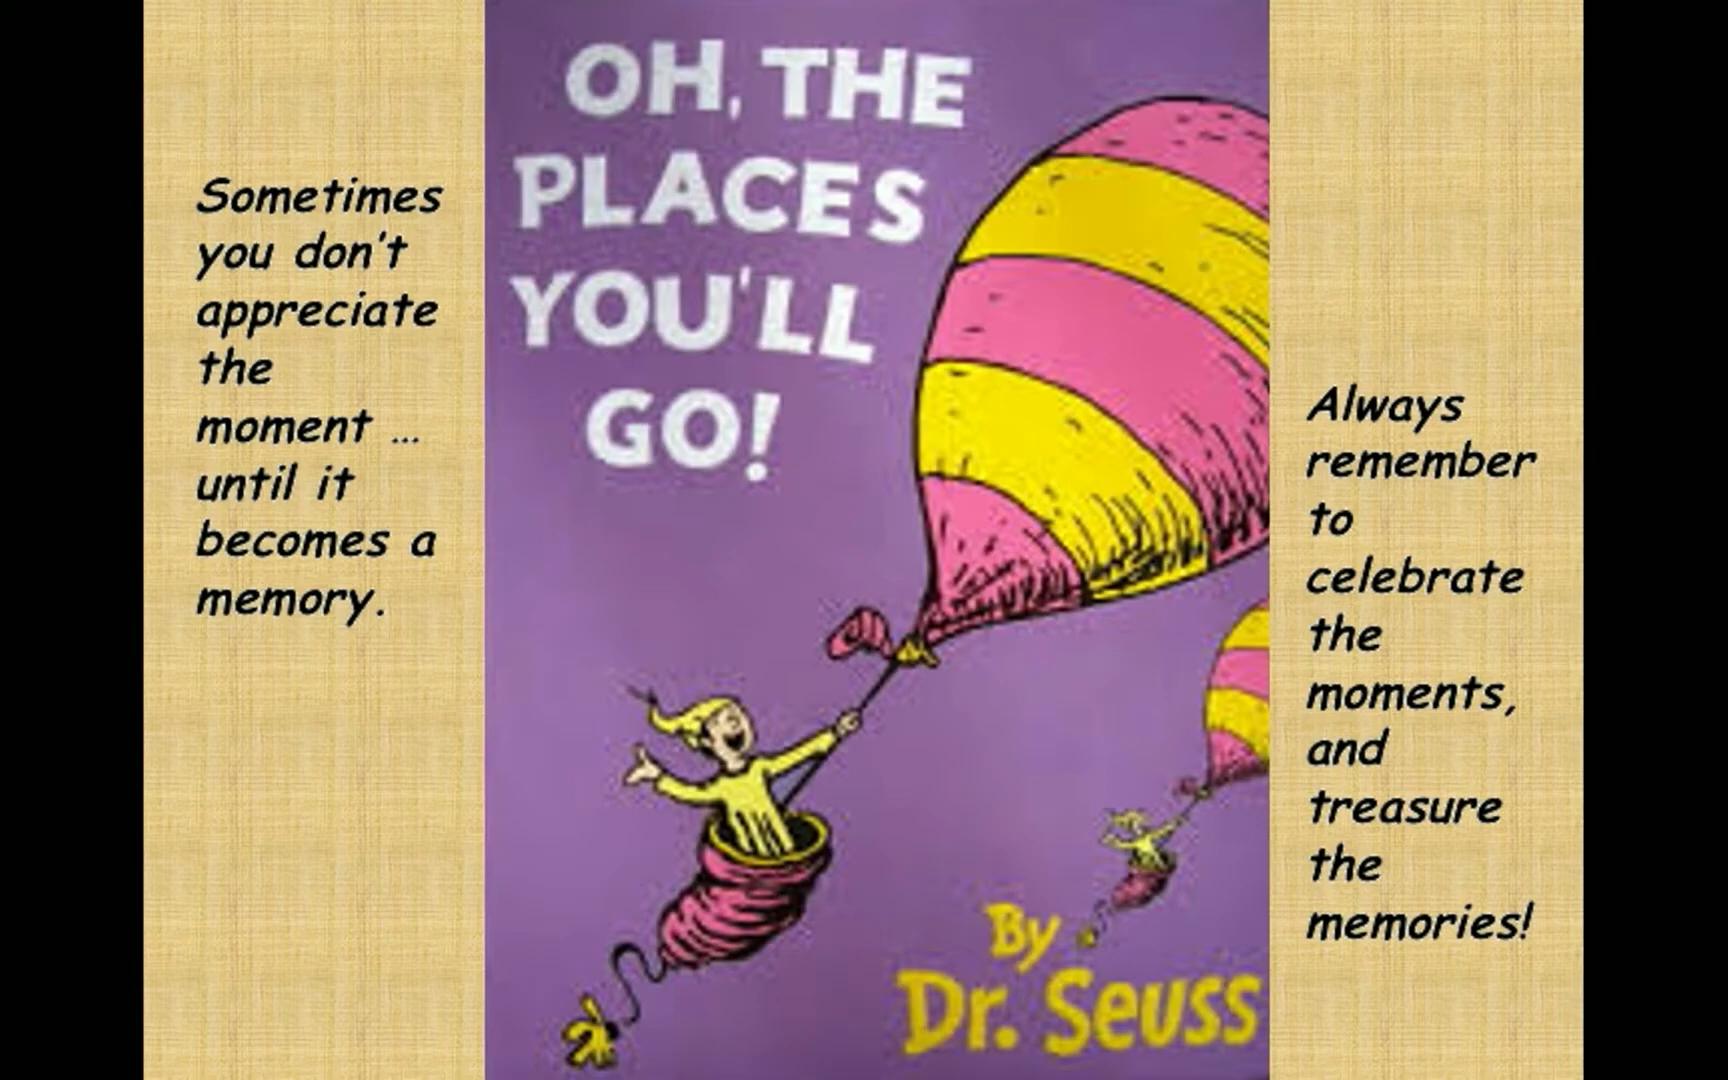 Sometimes
you don't
appreciate
the
moment ...
until it
becomes a
memory.
OH, THE
PLACES
YOU'LL
GO!
By
Dr. Seuss
Always
remember
to
celebrate
the
moments,
and
treasure
the
memories!